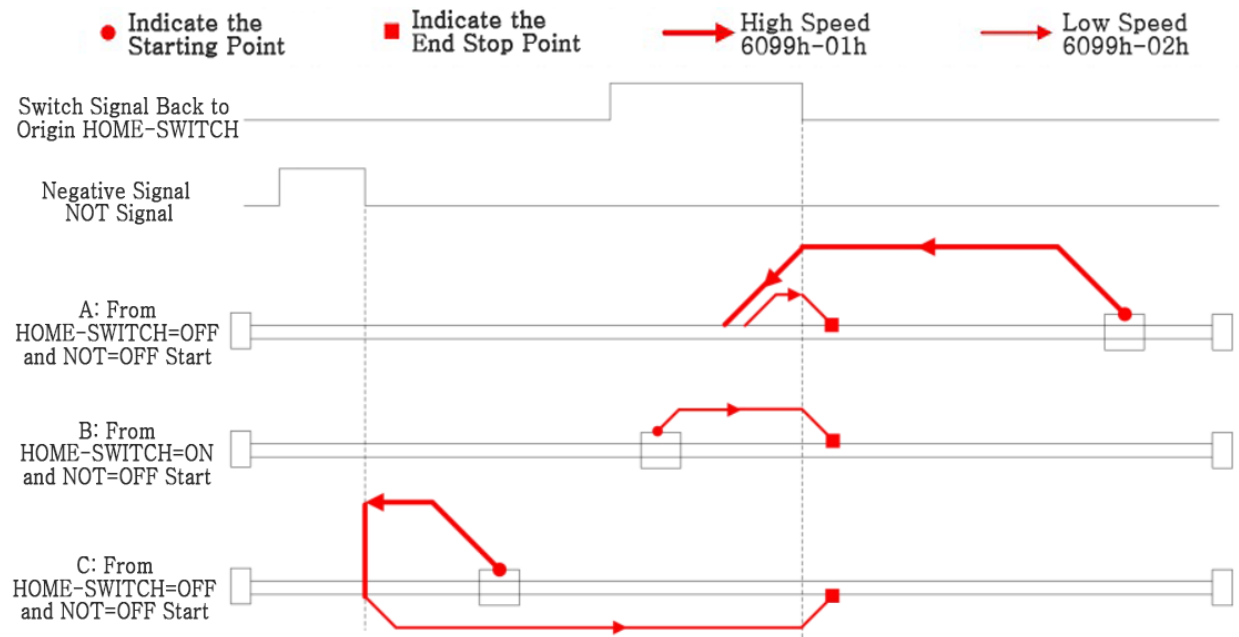 Indicate the
Starting Point
Indicate the
End Stop Point
High Speed
6099h-01h
Low Speed
6099h-02h
Switch Signal Back to
Origin HOME-SWITCH
Negative Signal
NOT Signal
A: From
HOME-SWITCH=OFF
and NOT=OFF Start
B: From
HOME-SWITCH=ON
and NOT=OFF Start
C: From
HOME-SWITCH=OFF
and NOT=OFF Start